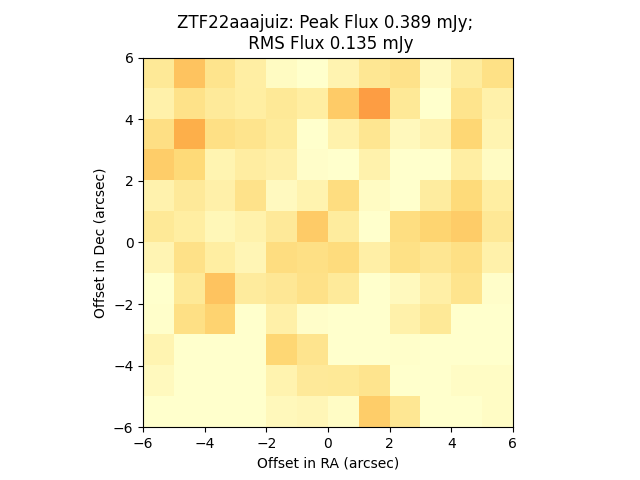 ZTF22aaajuiz: Peak Flux 0.389 mJy;
RMS Flux 0.135 mJy
6
4
2
0
−2
−4
−6
Offset in Dec (arcsec)
−6 −4 −2 0 2 4 6
Offset in RA (arcsec)